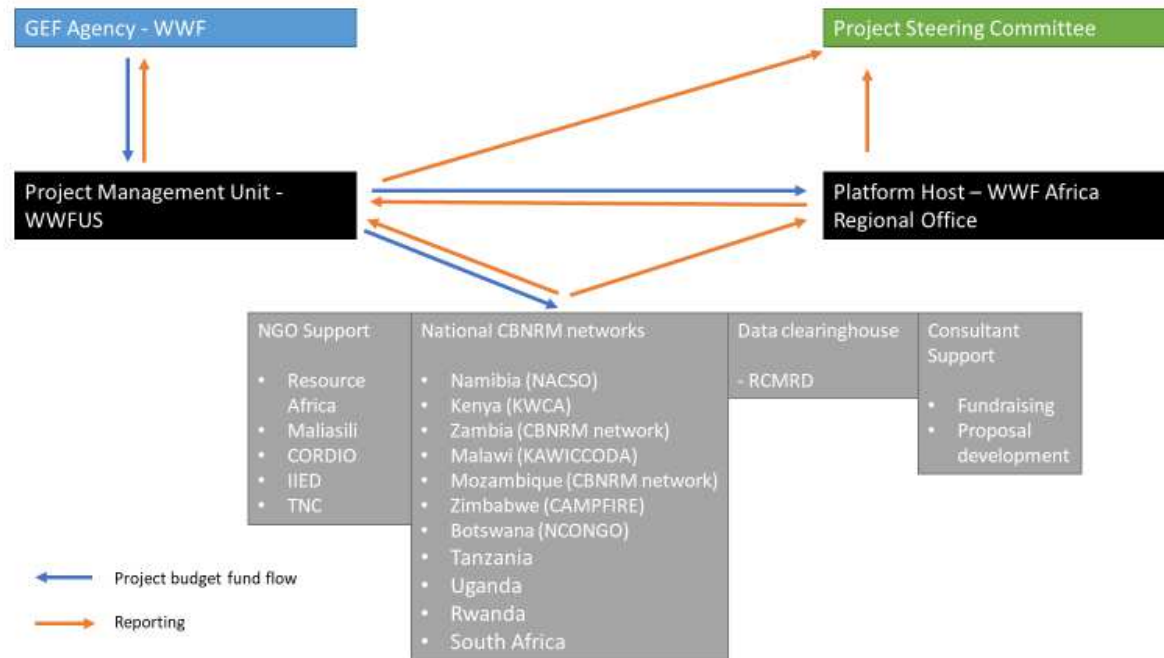 GEF Agency - WWF
Project Steering Committee
Project Management Unit -
WWFUS
Platform Host – WWF Africa
Regional Office
NGO Support
• Resource
Africa
• Maliasili
• CORDIO
• IIED
• TNC
National CBNRM networks
• Namibia (NACSO)
• Kenya (KWCA)
• Zambia (CBNRM network)
• Malawi (KAWICCODA)
• Mozambique (CBNRM network)
• Zimbabwe (CAMPFIRE)
• Botswana (NCONGO)
• Tanzania
• Uganda
• Rwanda
• South Africa
Data clearinghouse
- RCMRD
Consultant
Support
• Fundraising
• Proposal
development
Project budget fund flow
Reporting